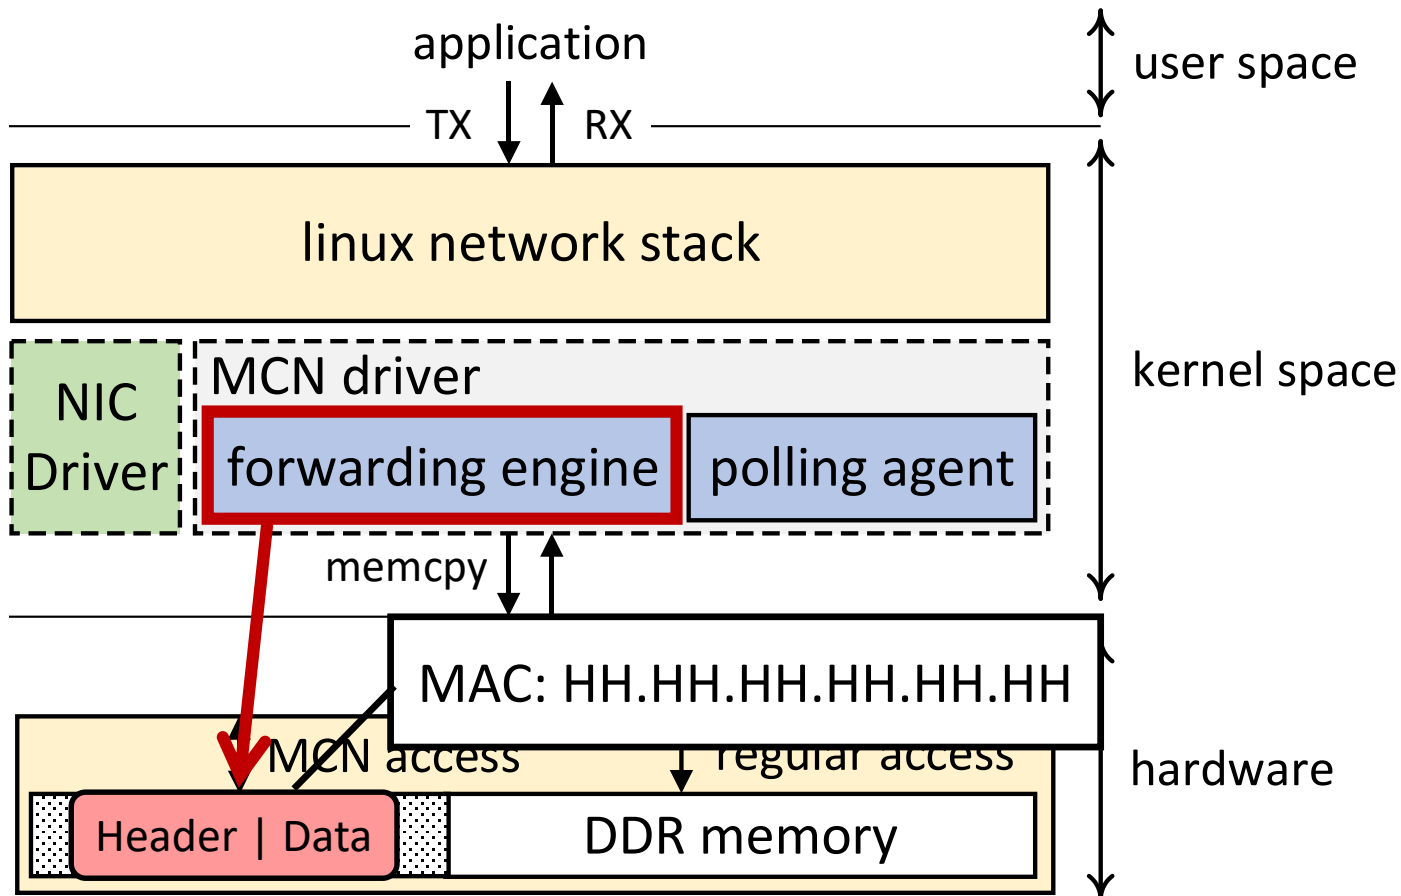 application
user space
TX
RX
linux network stack
kernel space
NIC
Driver
MCN driver
forwarding engine
polling agent
memcpy
MAC: HH.HH.HH.HH.HH.HH
MCN access
regular access
hardware
Header | Data
DDR memory